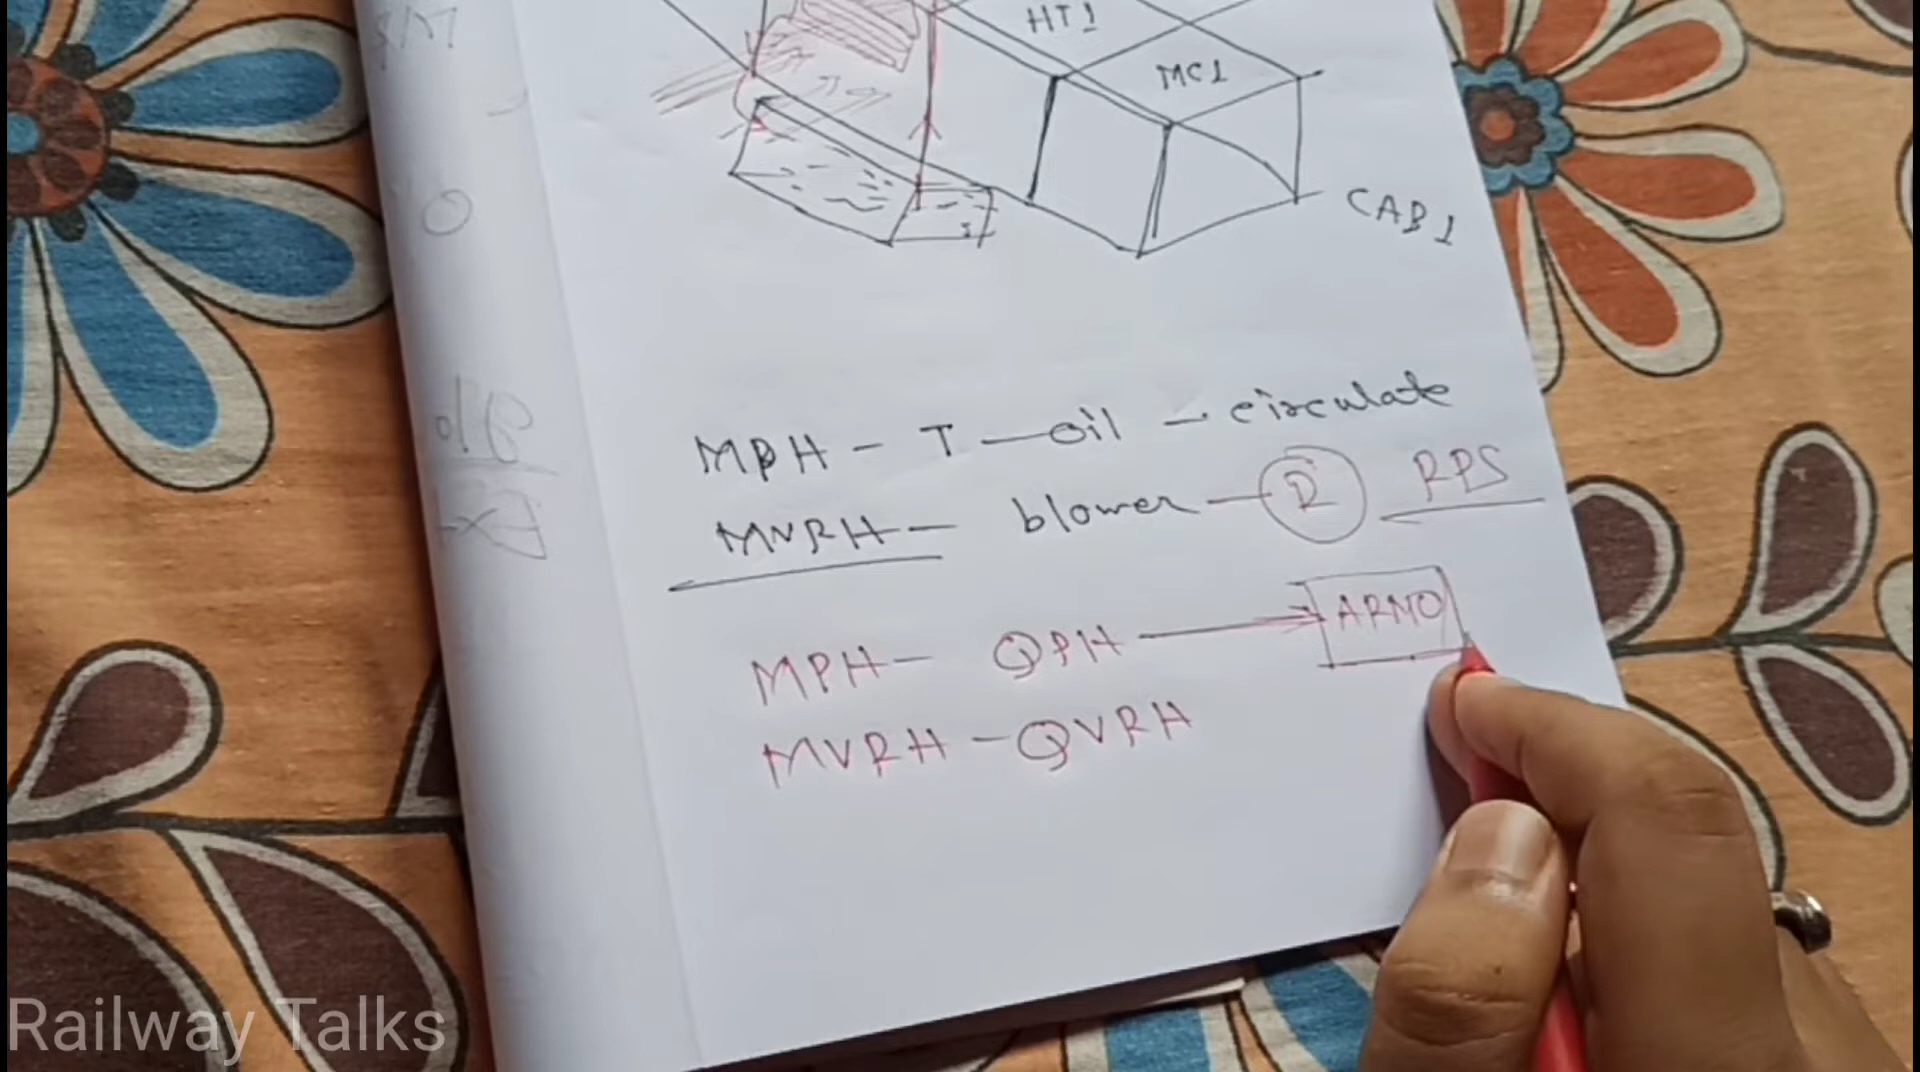 HT1
MC1
CAB1
MPH - T - oil - circulate
MVRH - blower - R RPS
MPH - QPH → ARNO
MVRH - QVRH
Railway Talks